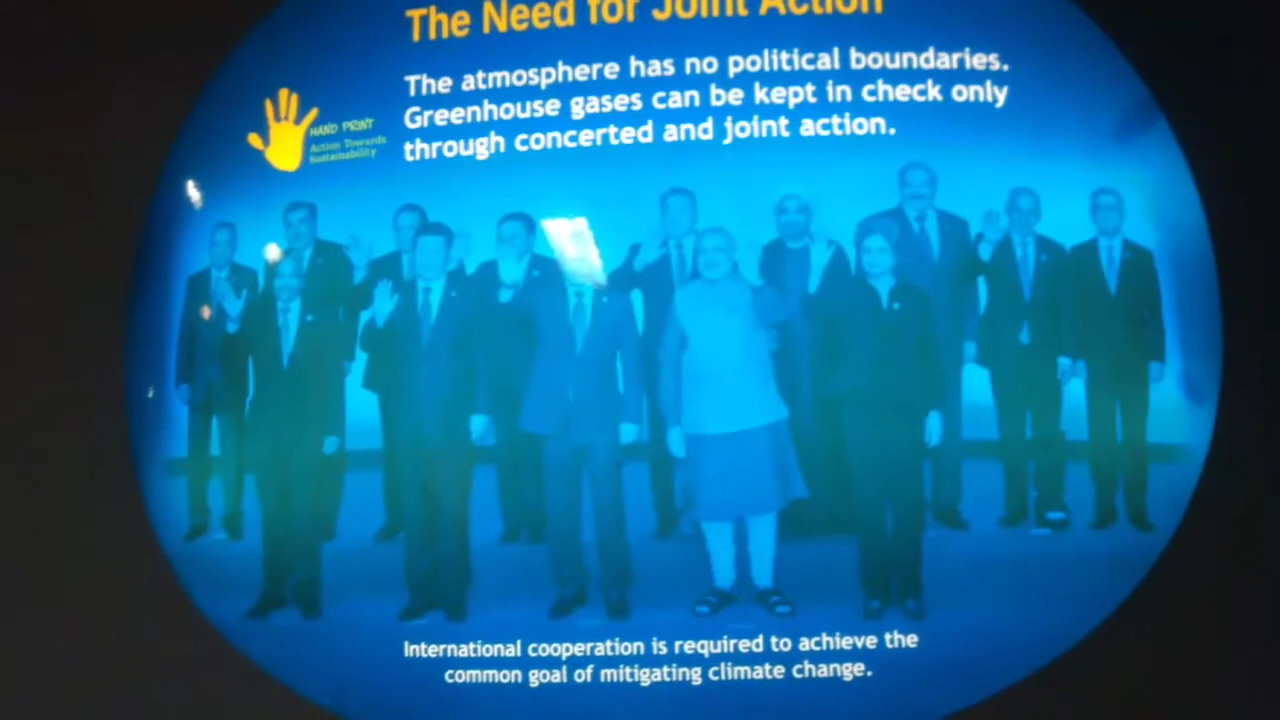 The Need for Joint Action
The atmosphere has no political boundaries.
Greenhouse gases can be kept in check only
through concerted and joint action.
HAND PRINT
Action Towards
Sustainability
International cooperation is required to achieve the
common goal of mitigating climate change.